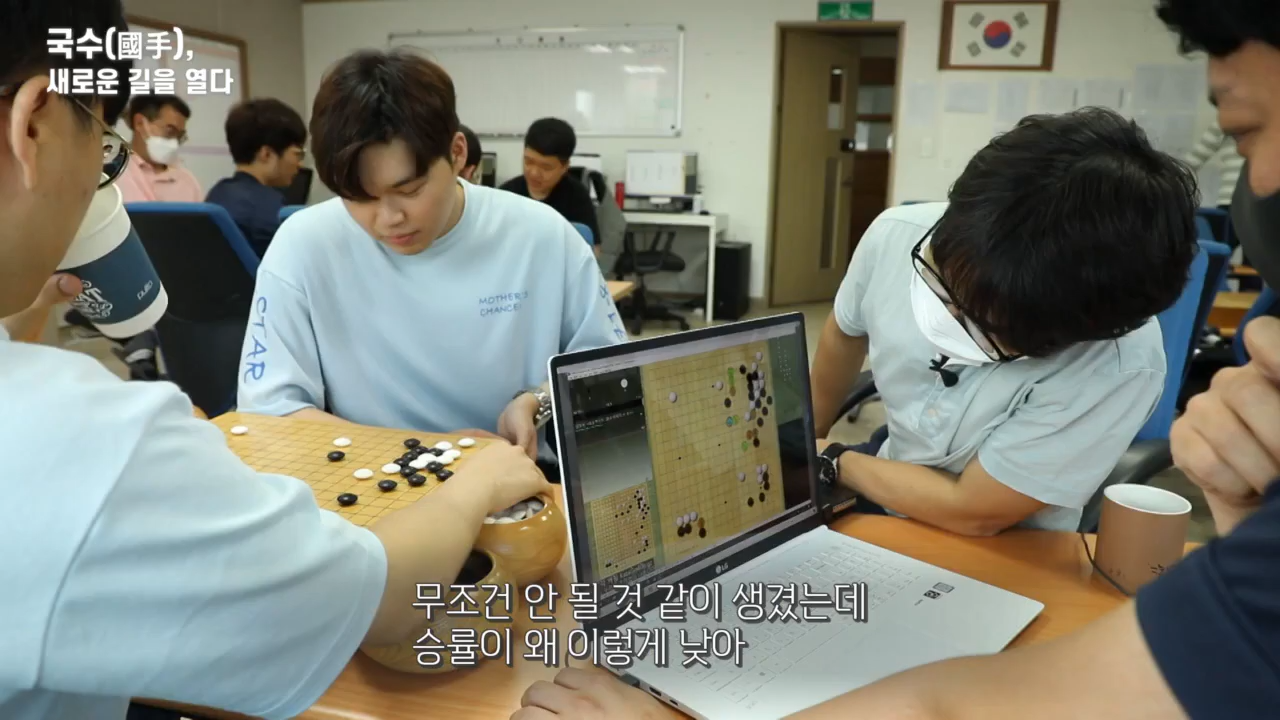 국수(國手),
새로운 길을 열다
STAR
MOTHER'S
CHANCE
LG
무조건 안 될 것 같이 생겼는데
승률이 왜 이렇게 낮아